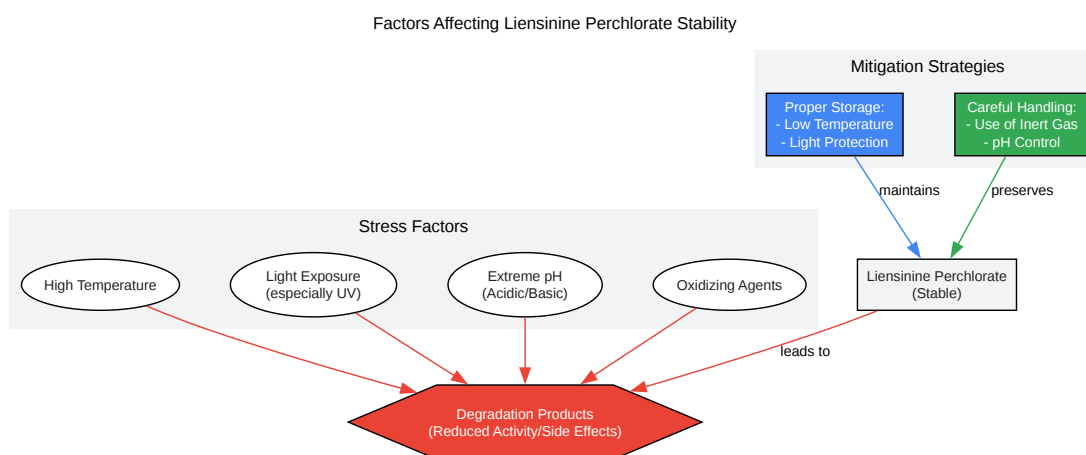 Factors Affecting Liensinine Perchlorate Stability
Mitigation Strategies
Proper Storage:
- Low Temperature
- Light Protection
Careful Handling:
- Use of Inert Gas
- pH Control
maintains
preserves
Stress Factors
High Temperature
Light Exposure
(especially UV)
Extreme pH
(Acidic/Basic)
Oxidizing Agents
Liensinine Perchlorate
(Stable)
leads to
Degradation Products
(Reduced Activity/Side Effects)